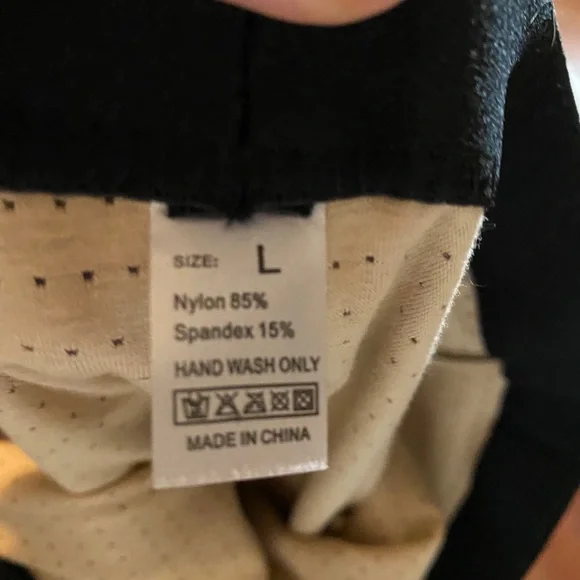 SIZE: L
Nylon 85%
Spandex 15%
HAND WASH ONLY
MADE IN CHINA